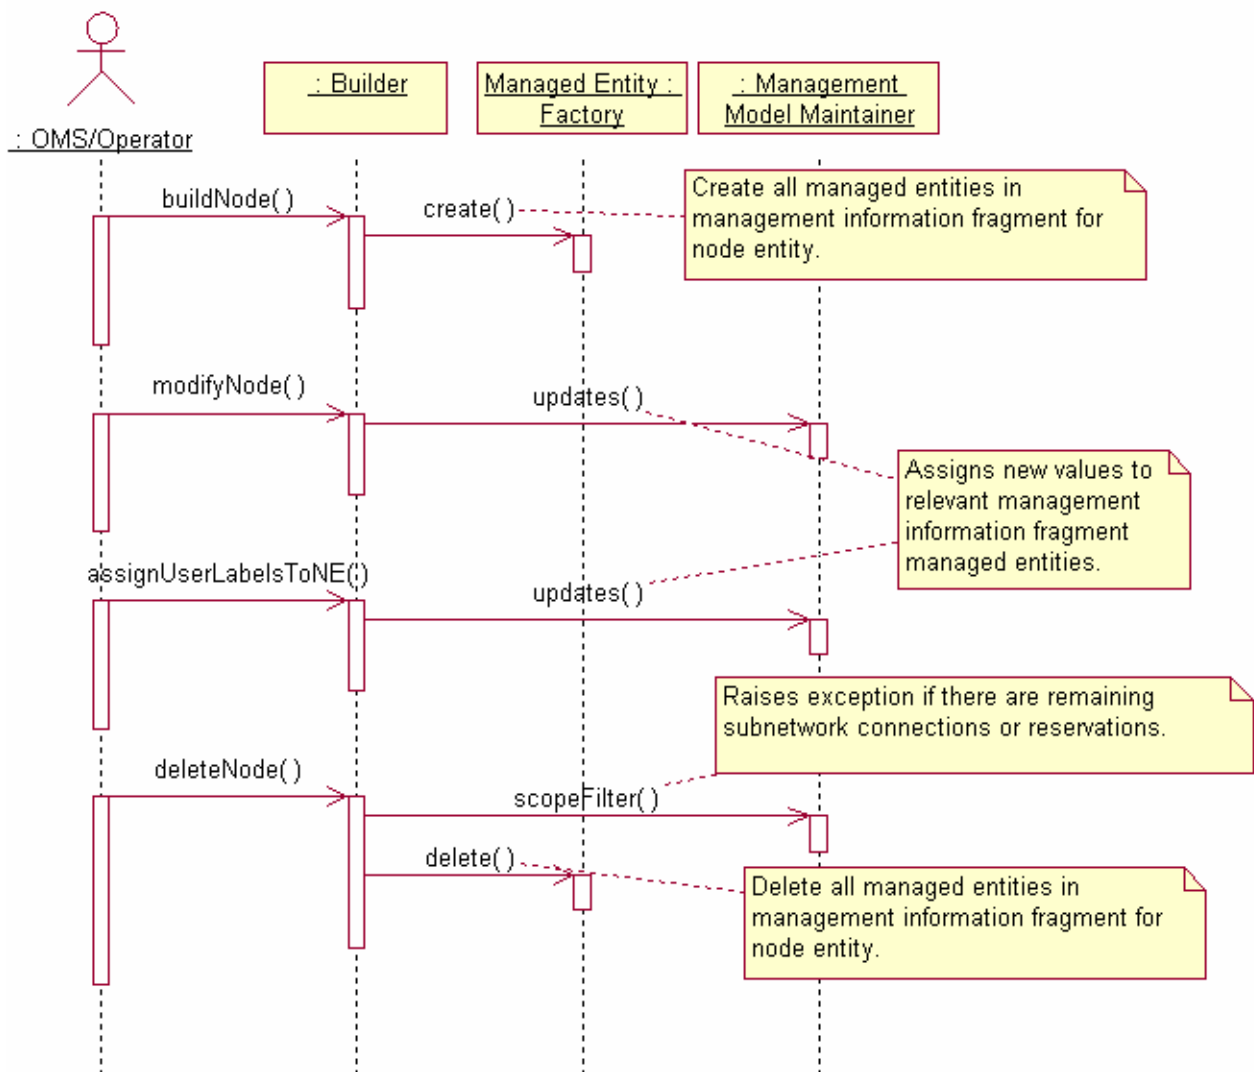 : Builder
Managed Entity :
Factory
: Management
Model Maintainer
: OMS/Operator
buildNode( )
create( )
Create all managed entities in
management information fragment for
node entity.
modifyNode( )
updates( )
Assigns new values to
relevant management
information fragment
managed entities.
assignUserLabelsToNE( )
updates( )
Raises exception if there are remaining
subnetwork connections or reservations.
deleteNode( )
scopeFilter( )
delete( )
Delete all managed entities in
management information fragment for
node entity.